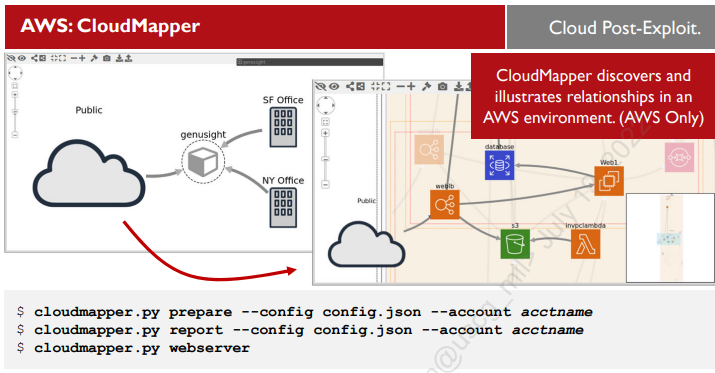 AWS: CloudMapper
Cloud Post-Exploit.
CloudMapper discovers and
illustrates relationships in an
AWS environment. (AWS Only)
genusight
Public
SF Office
genusight
NY Office
database
Web1
weblb
Public
s3
invpclambda
$ cloudmapper.py prepare --config config.json --account acctname
$ cloudmapper.py report --config config.json --account acctname
$ cloudmapper.py webserver